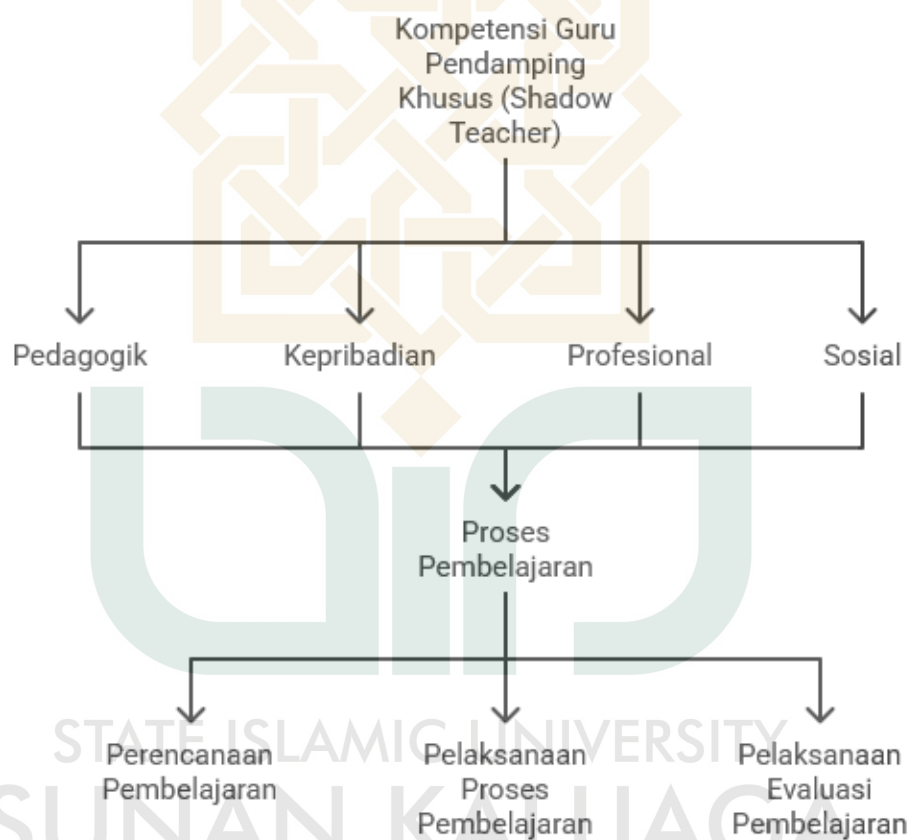 Kompetensi Guru
Pendamping
Khusus (Shadow
Teacher)
Pedagogik
Kepribadian
Profesional
Sosial
Proses
Pembelajaran
Perencanaan
Pembelajaran
Pelaksanaan
Proses
Pembelajaran
Pelaksanaan
Evaluasi
Pembelajaran
STATE ISLAMIC UNIVERSITY
SUNAN KALIJAGA